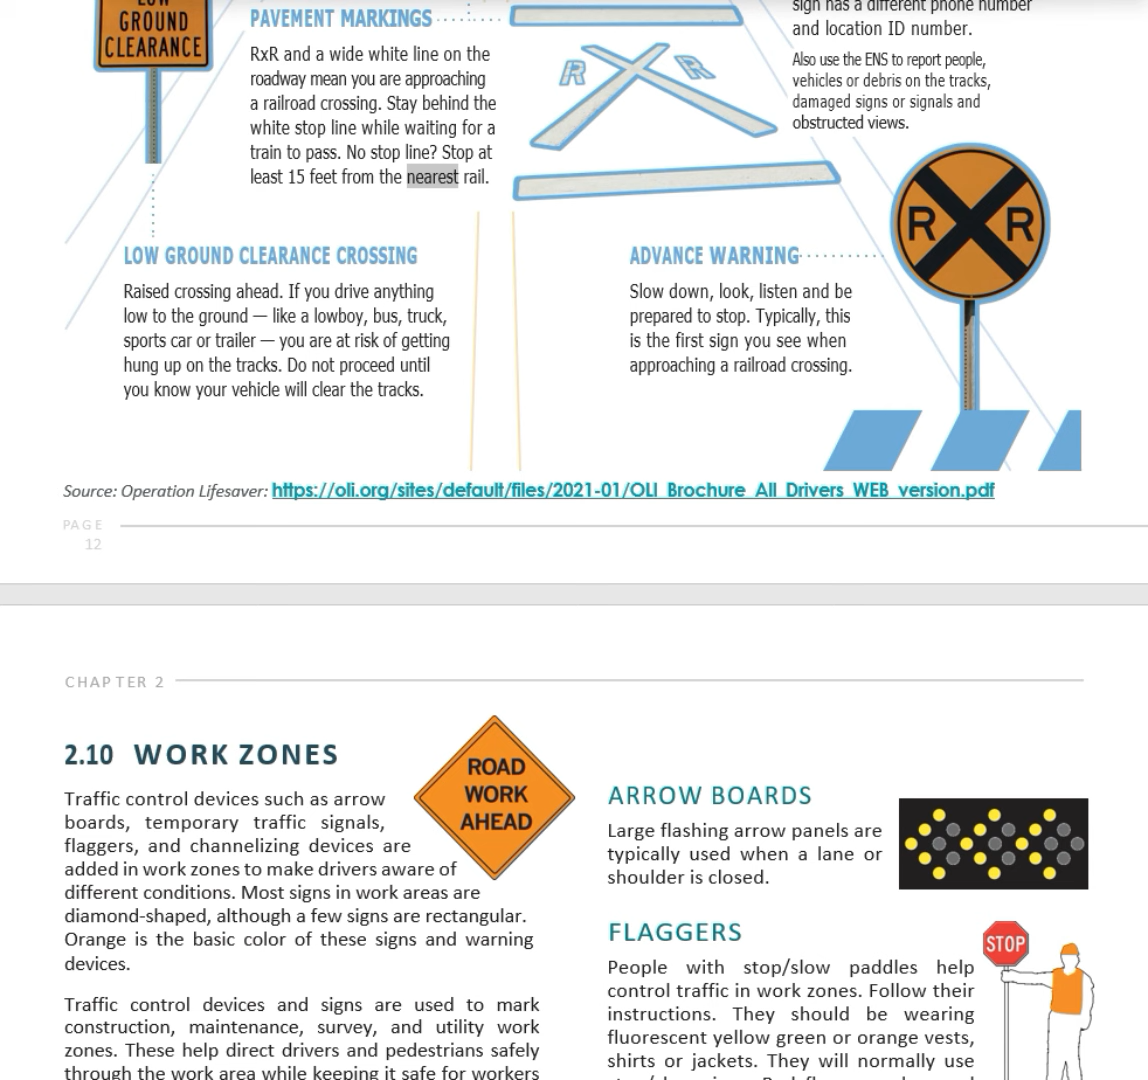 LOW
GROUND
CLEARANCE
PAVEMENT MARKINGS
RxR and a wide white line on the
roadway mean you are approaching
a railroad crossing. Stay behind the
white stop line while waiting for a
train to pass. No stop line? Stop at
least 15 feet from the nearest rail.
R R
sign has a different phone number
and location ID number.
Also use the ENS to report people,
vehicles or debris on the tracks,
damaged signs or signals and
obstructed views.
R R
LOW GROUND CLEARANCE CROSSING
Raised crossing ahead. If you drive anything
low to the ground — like a lowboy, bus, truck,
sports car or trailer — you are at risk of getting
hung up on the tracks. Do not proceed until
you know your vehicle will clear the tracks.
ADVANCE WARNING
Slow down, look, listen and be
prepared to stop. Typically, this
is the first sign you see when
approaching a railroad crossing.
Source: Operation Lifesaver: https://oli.org/sites/default/files/2021-01/OLI_Brochure_All_Drivers_WEB_version.pdf
PAGE
12
CHAPTER 2
2.10 WORK ZONES
Traffic control devices such as arrow
boards, temporary traffic signals,
flaggers, and channelizing devices are
added in work zones to make drivers aware of
different conditions. Most signs in work areas are
diamond-shaped, although a few signs are rectangular.
Orange is the basic color of these signs and warning
devices.
Traffic control devices and signs are used to mark
construction, maintenance, survey, and utility work
zones. These help direct drivers and pedestrians safely
through the work area while keeping it safe for workers
ROAD
WORK
AHEAD
ARROW BOARDS
Large flashing arrow panels are
typically used when a lane or
shoulder is closed.
FLAGGERS
People with stop/slow paddles help
control traffic in work zones. Follow their
instructions. They should be wearing
fluorescent yellow green or orange vests,
shirts or jackets. They will normally use
STOP